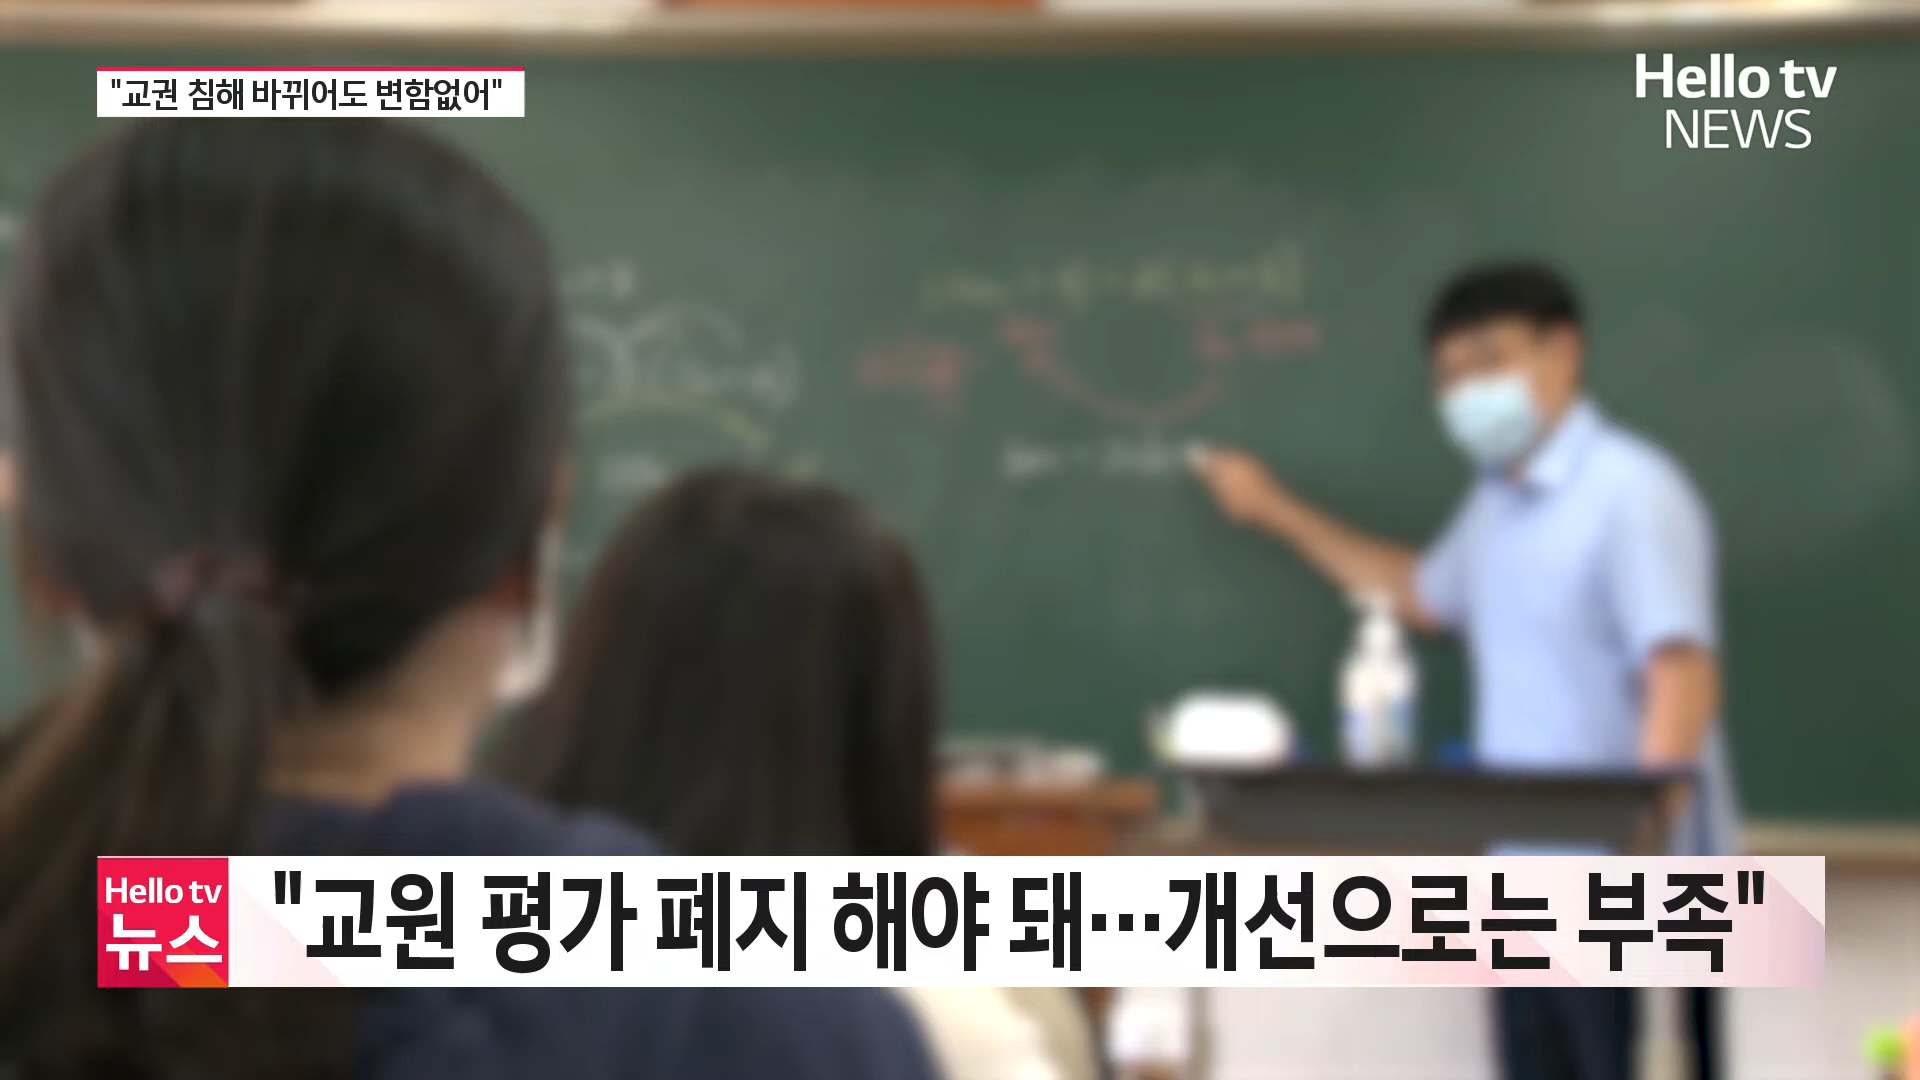 "교권 침해 바뀌어도 변함없어"
Hello tv
NEWS
Hello tv
뉴스
"교원 평가 폐지 해야 돼…개선으로는 부족"